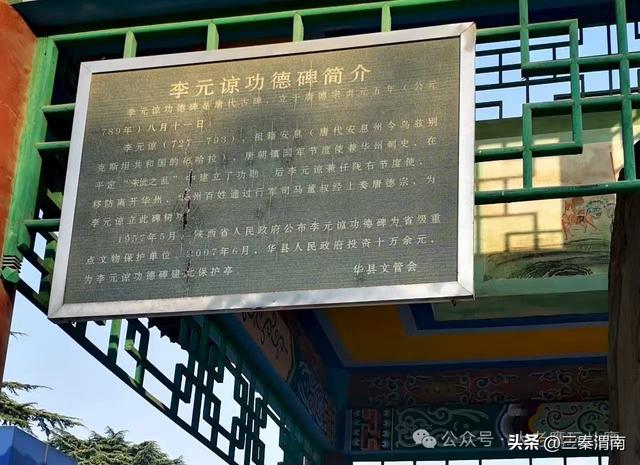 李元谅功德碑简介
李元谅功德碑是唐代古碑，立于唐德宗贞元五年（公元
789年）八月十一日
李元谅（727—793），祖籍安息（唐代安息州今乌兹别
克斯坦共和国的布哈拉），唐朝镇国军节度使兼华州刺史，在
平定“朱泚之乱”中建立了功勋，后李元谅兼任陇右节度使、
移防离开华州，华州百姓通过行军司马董叔经上奏唐德宗、为
李元谅立此碑树功。
1957年5月，陕西省人民政府公布李元谅功德碑为省级重
点文物保护单位，2007年6月，华县人民政府投资十万余元，
为李元谅功德碑建元保护亭
华县文管会
公众号
头条 @三秦渭南